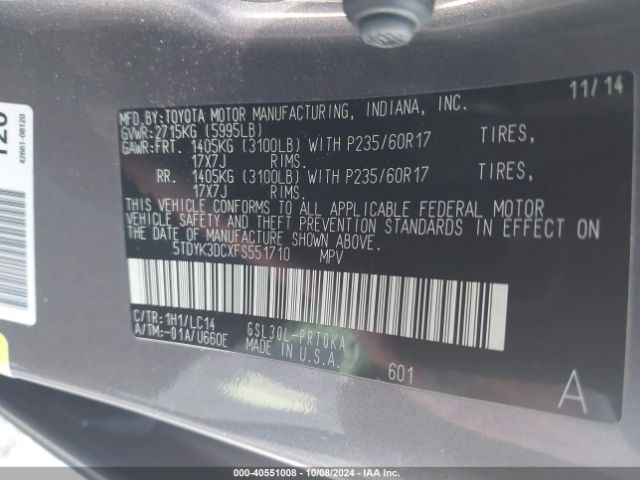 11/14
MFD.BY:TOYOTA MOTOR MANUFACTURING, INDIANA, INC.
GVWR:2715KG (5995LB)
GAWR:FRT. 1405KG (3100LB) WITH P235/60R17 TIRES,
17X7J RIMS.
RR. 1405KG (3100LB) WITH P235/60R17 TIRES,
17X7J RIMS.
THIS VEHICLE CONFORMS TO ALL APPLICABLE FEDERAL MOTOR
VEHICLE SAFETY AND THEFT PREVENTION STANDARDS IN EFFECT ON
THE DATE OF MANUFACTURE SHOWN ABOVE.
5TDYK3DCXFS551710 MPV
C/TR:1H1/LC14 GSL30L-PRTQKA
A/TM:-01A/U660E MADE IN U.S.A.
601
A
42661-08120
000-40551008 - 10/08/2024 - IAA Inc.